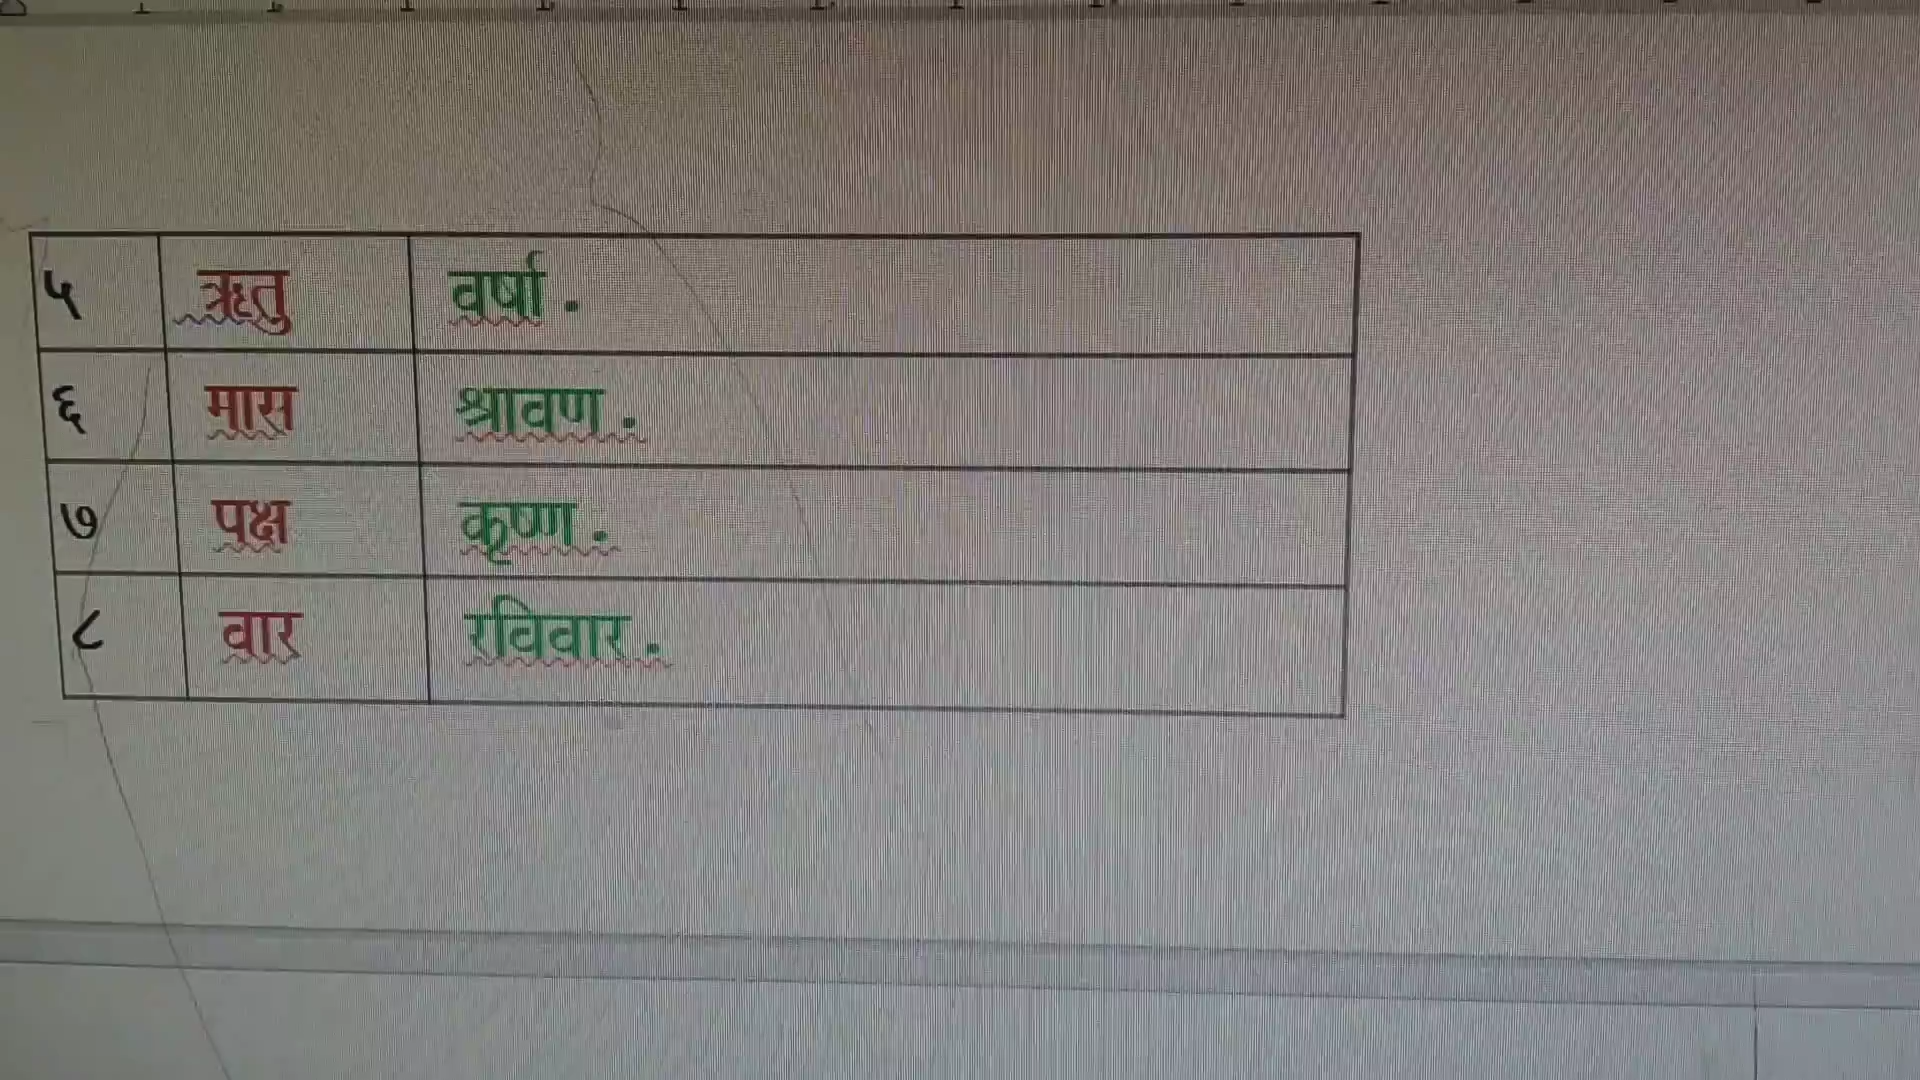 ५ ऋतु वर्षा .
६ मास श्रावण .
७ पक्ष कृष्ण .
८ वार रविवार .